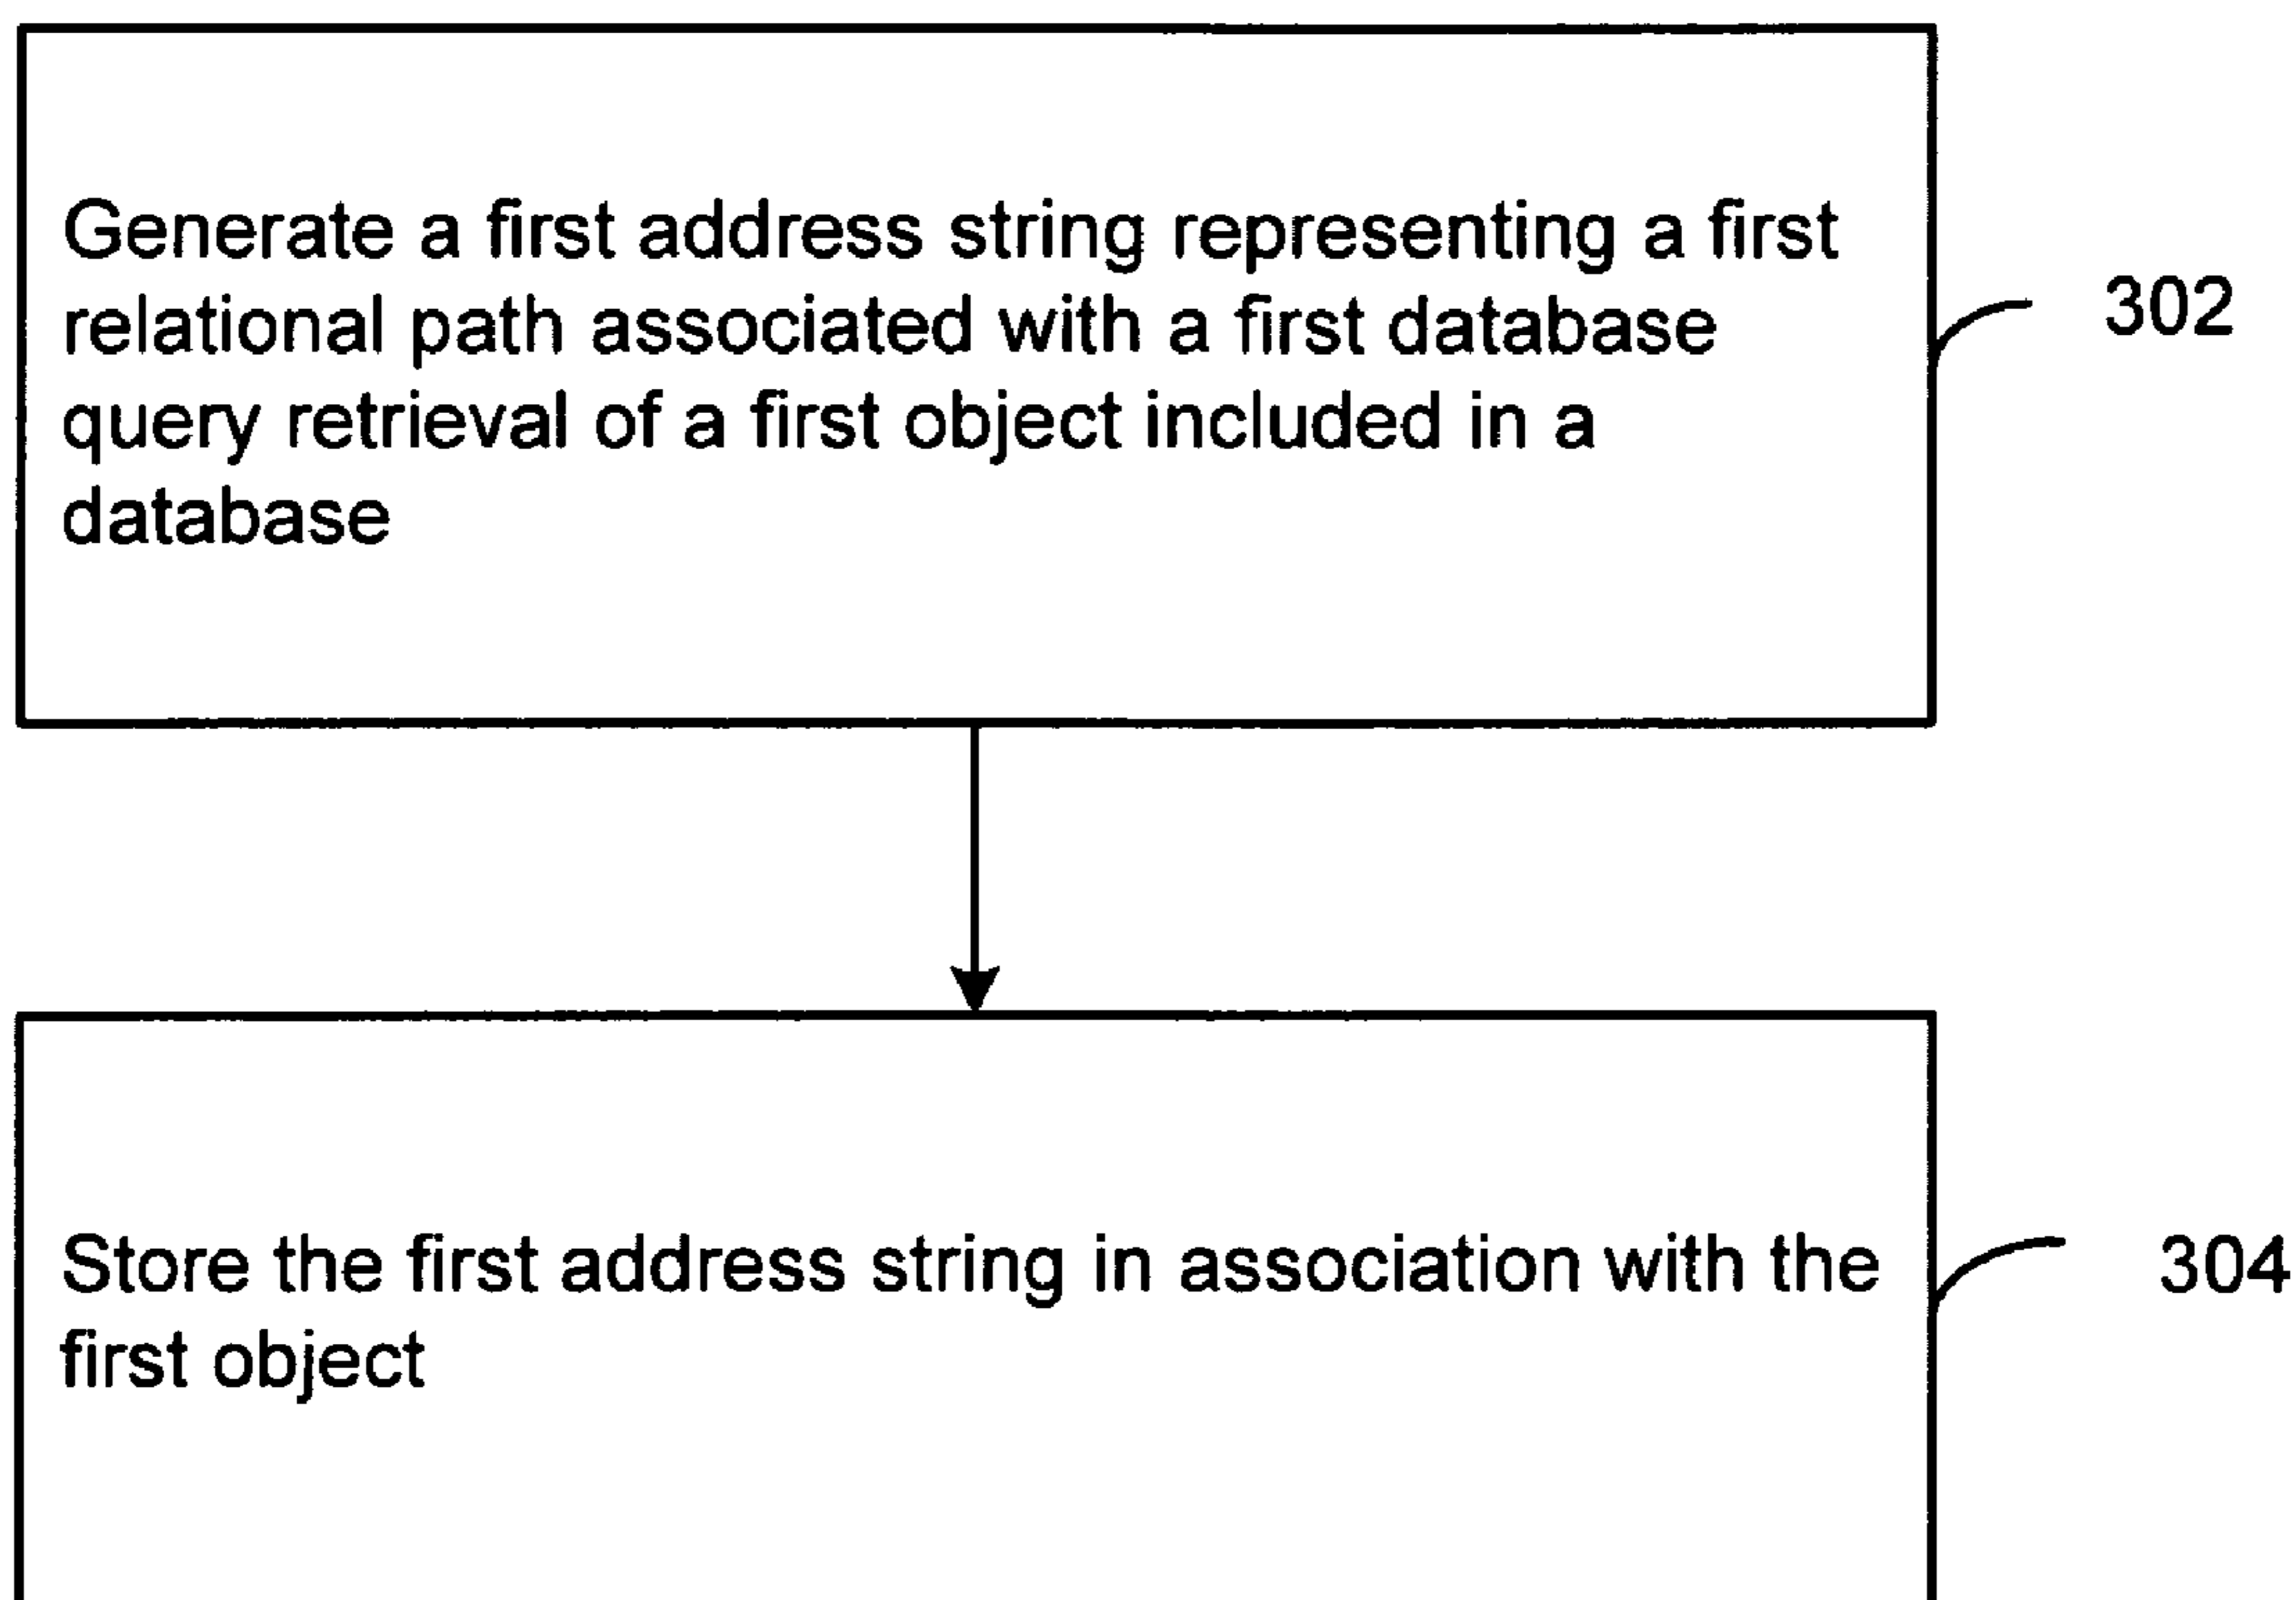 Generate a first address string representing a first
relational path associated with a first database
query retrieval of a first object included in a
database
302
Store the first address string in association with the
first object
304